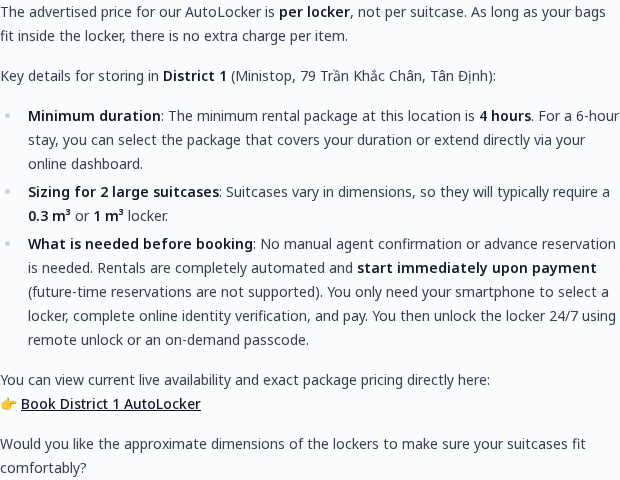 The advertised price for our AutoLocker is per locker, not per suitcase. As long as your bags
fit inside the locker, there is no extra charge per item.
Key details for storing in District 1 (Ministop, 79 Trần Khắc Chân, Tân Định):
Minimum duration: The minimum rental package at this location is 4 hours. For a 6-hour
stay, you can select the package that covers your duration or extend directly via your
online dashboard.
Sizing for 2 large suitcases: Suitcases vary in dimensions, so they will typically require a
0.3 m³ or 1 m³ locker.
What is needed before booking: No manual agent confirmation or advance reservation
is needed. Rentals are completely automated and start immediately upon payment
(future-time reservations are not supported). You only need your smartphone to select a
locker, complete online identity verification, and pay. You then unlock the locker 24/7 using
remote unlock or an on-demand passcode.
You can view current live availability and exact package pricing directly here:
👉 Book District 1 AutoLocker
Would you like the approximate dimensions of the lockers to make sure your suitcases fit
comfortably?